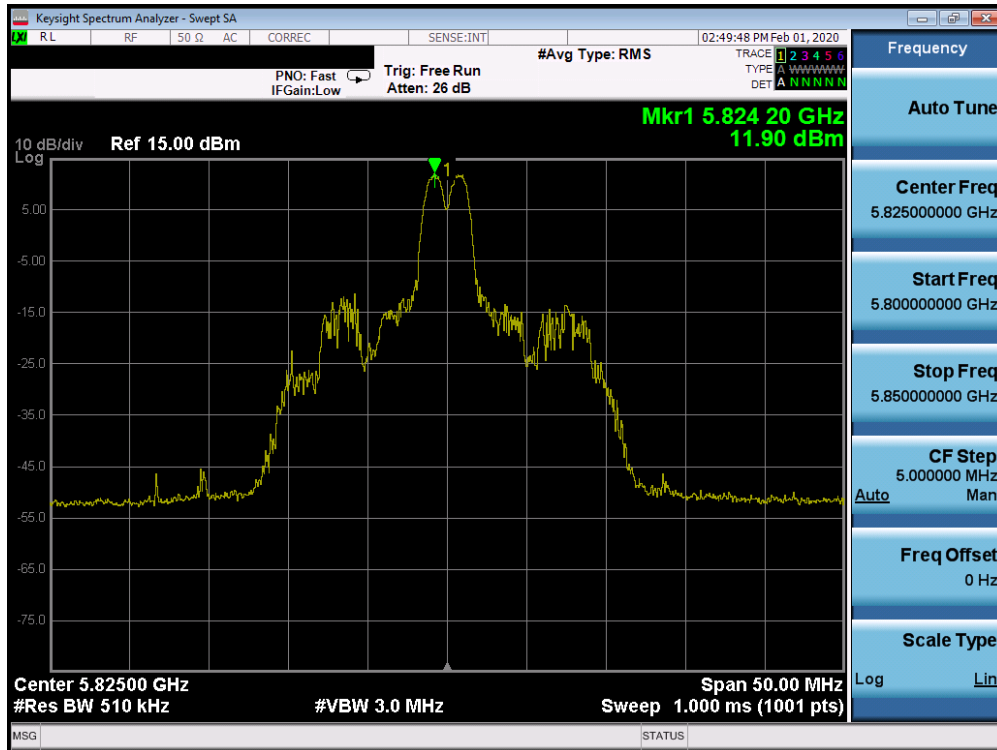 Keysight Spectrum Analyzer - Swept SA
LXI RL RF 50 Ω AC CORREC SENSE:INT 02:49:48 PM Feb 01, 2020
#Avg Type: RMS
TRACE 1 2 3 4 5 6
TYPE A WWWWW
DET A N N N N N
PNO: Fast
IFGain:Low
Trig: Free Run
Atten: 26 dB
Mkr1 5.824 20 GHz
11.90 dBm
10 dB/div
Log
Ref 15.00 dBm
1
5.00
-5.00
-15.0
-25.0
-35.0
-45.0
-55.0
-65.0
-75.0
Center 5.82500 GHz
Span 50.00 MHz
#Res BW 510 kHz
#VBW 3.0 MHz
Sweep 1.000 ms (1001 pts)
MSG
STATUS
Frequency
Auto Tune
Center Freq
5.825000000 GHz
Start Freq
5.800000000 GHz
Stop Freq
5.850000000 GHz
CF Step
5.000000 MHz
Auto Man
Freq Offset
0 Hz
Scale Type
Log Lin